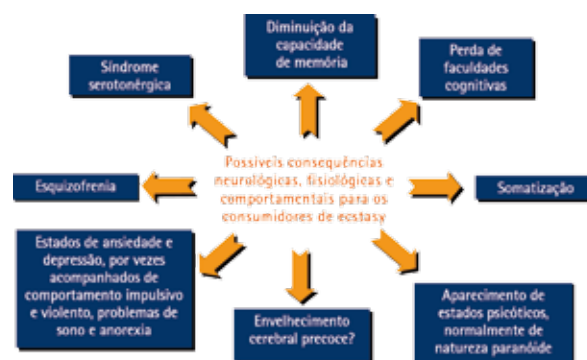 Diminuição da
capacidade
de memória
Síndrome
serotonérgica
Perda de
faculdades
cognitivas
Possíveis consequências
neurológicas, fisiológicas e
comportamentais para os
consumidores de ecstasy
Esquizofrenia
Somatização
Estados de ansiedade e
depressão, por vezes
acompanhados de
comportamento impulsivo
e violento, problemas de
sono e anorexia
Envelhecimento
cerebral precoce?
Aparecimento de
estados psicóticos,
normalmente de
natureza paranóide